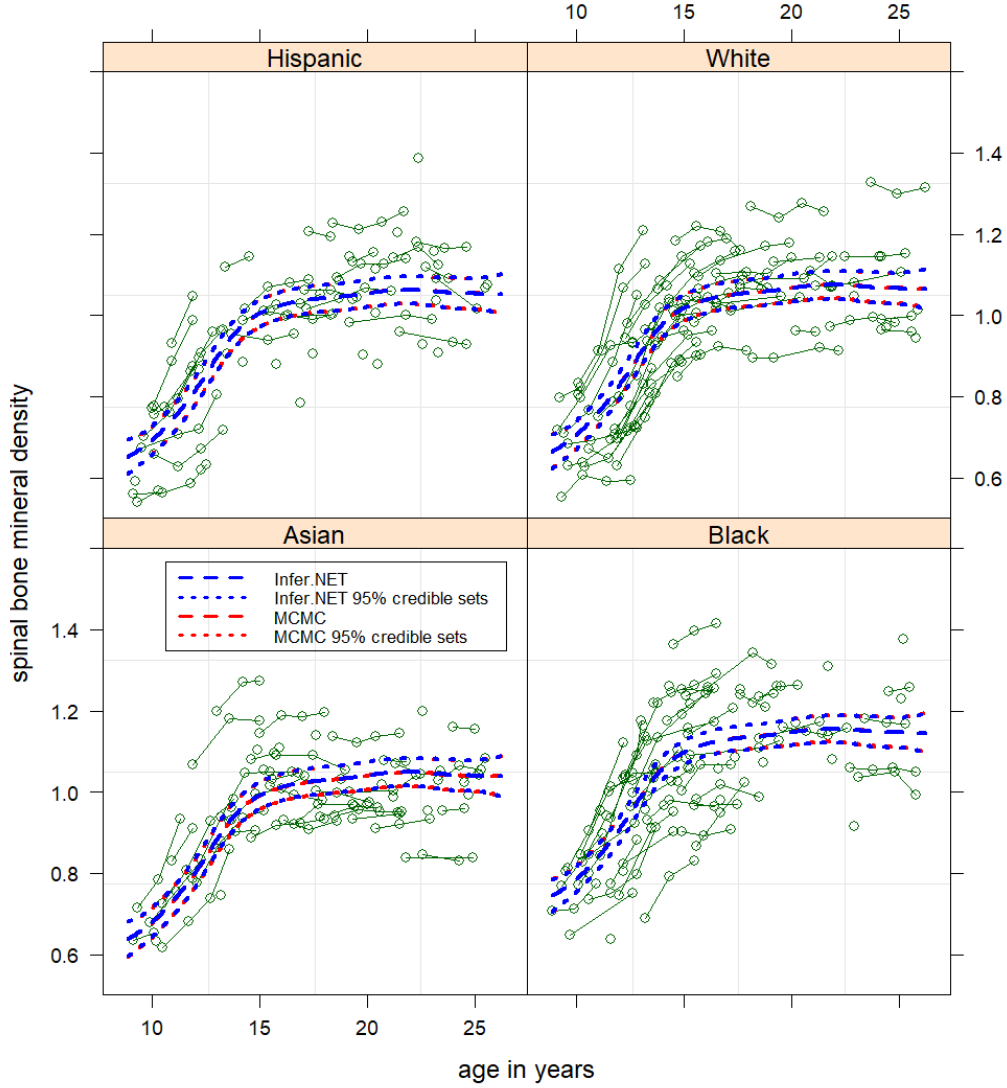 10 15 20 25
Hispanic White
1.4
1.2
1.0
0.8
0.6
spinal bone mineral density
Asian Black
Infer.NET
Infer.NET 95% credible sets
MCMC
MCMC 95% credible sets
1.4
1.2
1.0
0.8
0.6
10 15 20 25
age in years